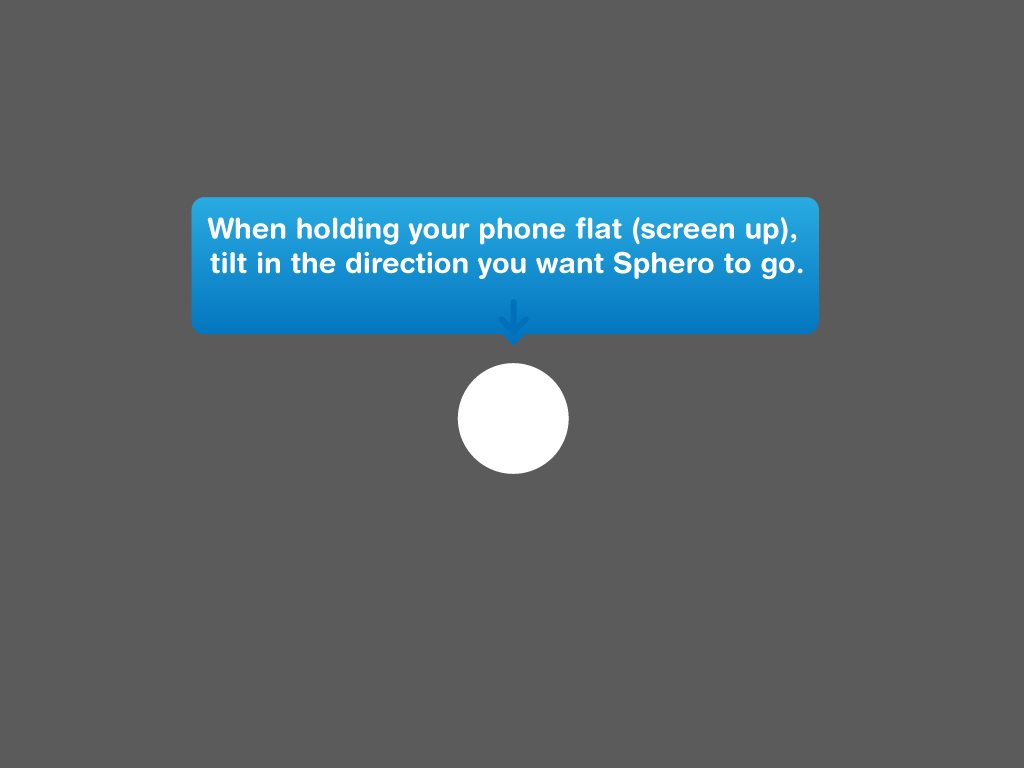 When holding your phone flat (screen up),
tilt in the direction you want Sphero to go.